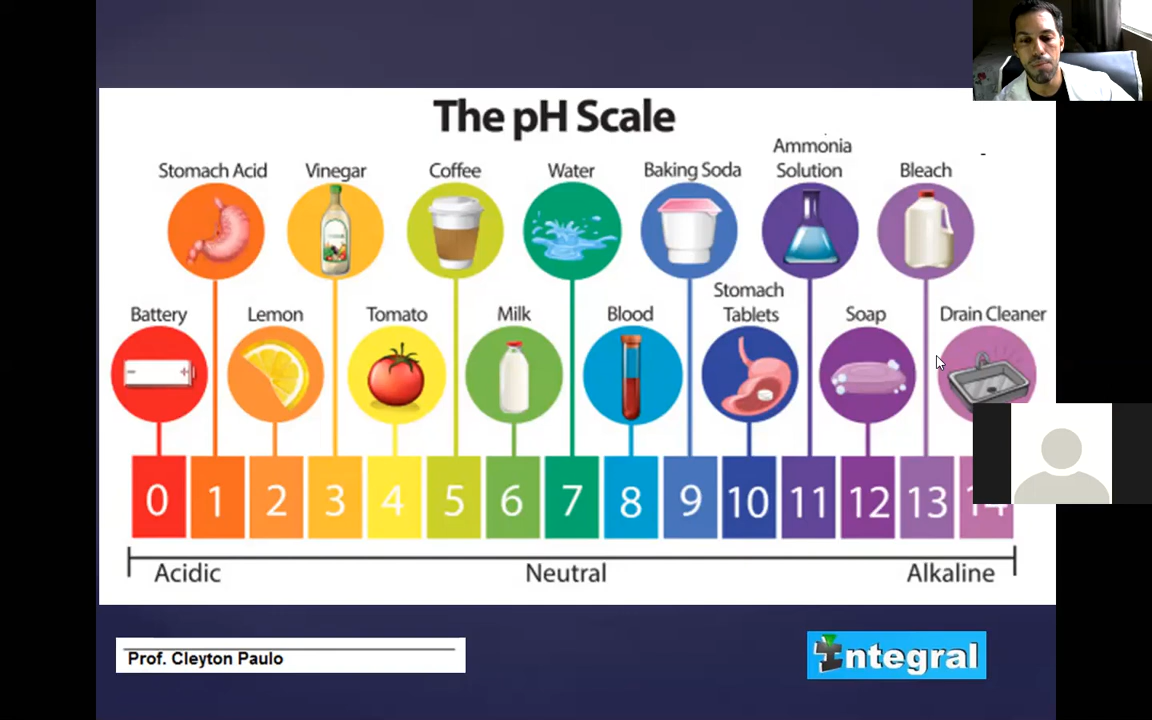 The pH Scale
Stomach Acid
Vinegar
Coffee
Water
Baking Soda
Ammonia
Solution
Bleach
Battery
Lemon
Tomato
Milk
Blood
Stomach
Tablets
Soap
Drain Cleaner
0 1 2 3 4 5 6 7 8 9 10 11 12 13 14
Acidic Neutral Alkaline
Prof. Cleyton Paulo
Integral